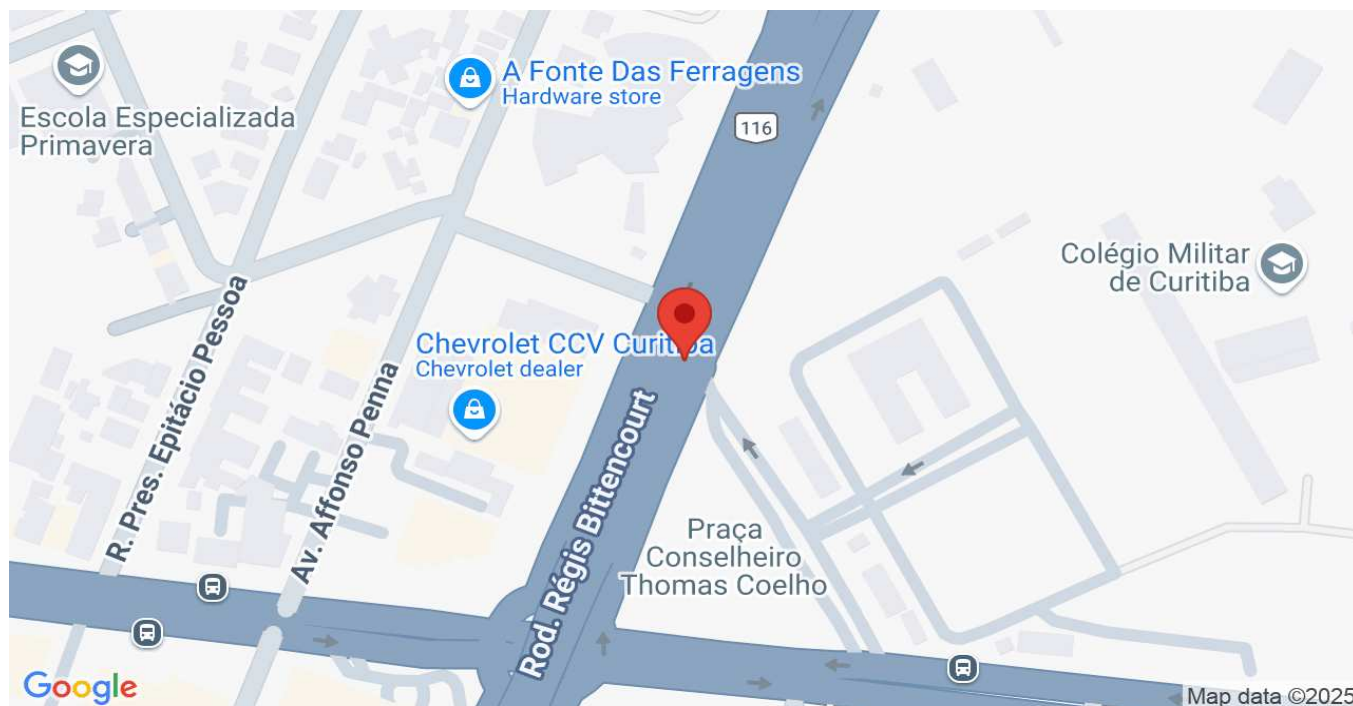 A Fonte Das Ferragens
Hardware store
Escola Especializada
Primavera
116
Colégio Militar
de Curitiba
R. Pres. Epitácio Pessoa
Chevrolet CCV Curitiba
Chevrolet dealer
Av. Affonso Penna
Rod. Régis Bittencourt
Praça
Conselheiro
Thomas Coelho
Google
Map data ©2025